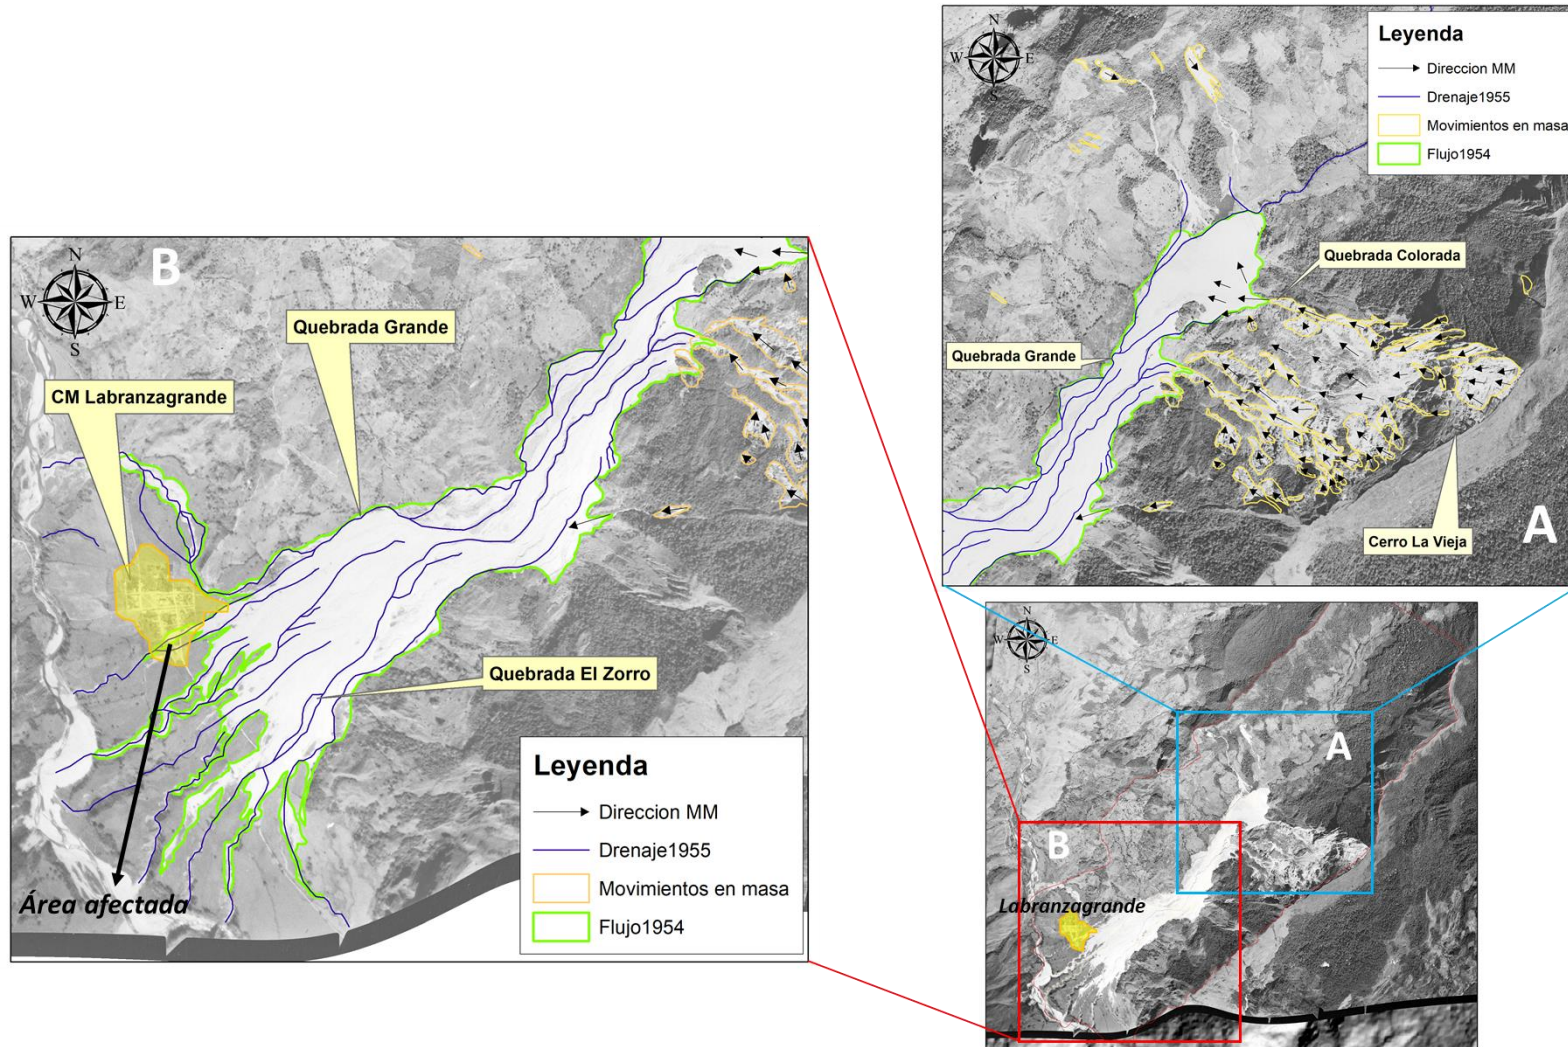 N
W
E
S
B
Quebrada Grande
CM Labranzagrande
Quebrada El Zorro
Área afectada
Leyenda
Direccion MM
Drenaje1955
Movimientos en masa
Flujo1954
N
W
E
S
Leyenda
Direccion MM
Drenaje1955
Movimientos en masa
Flujo1954
Quebrada Colorada
Quebrada Grande
Cerro La Vieja
A
N
W
E
S
A
B
Labranzagrande